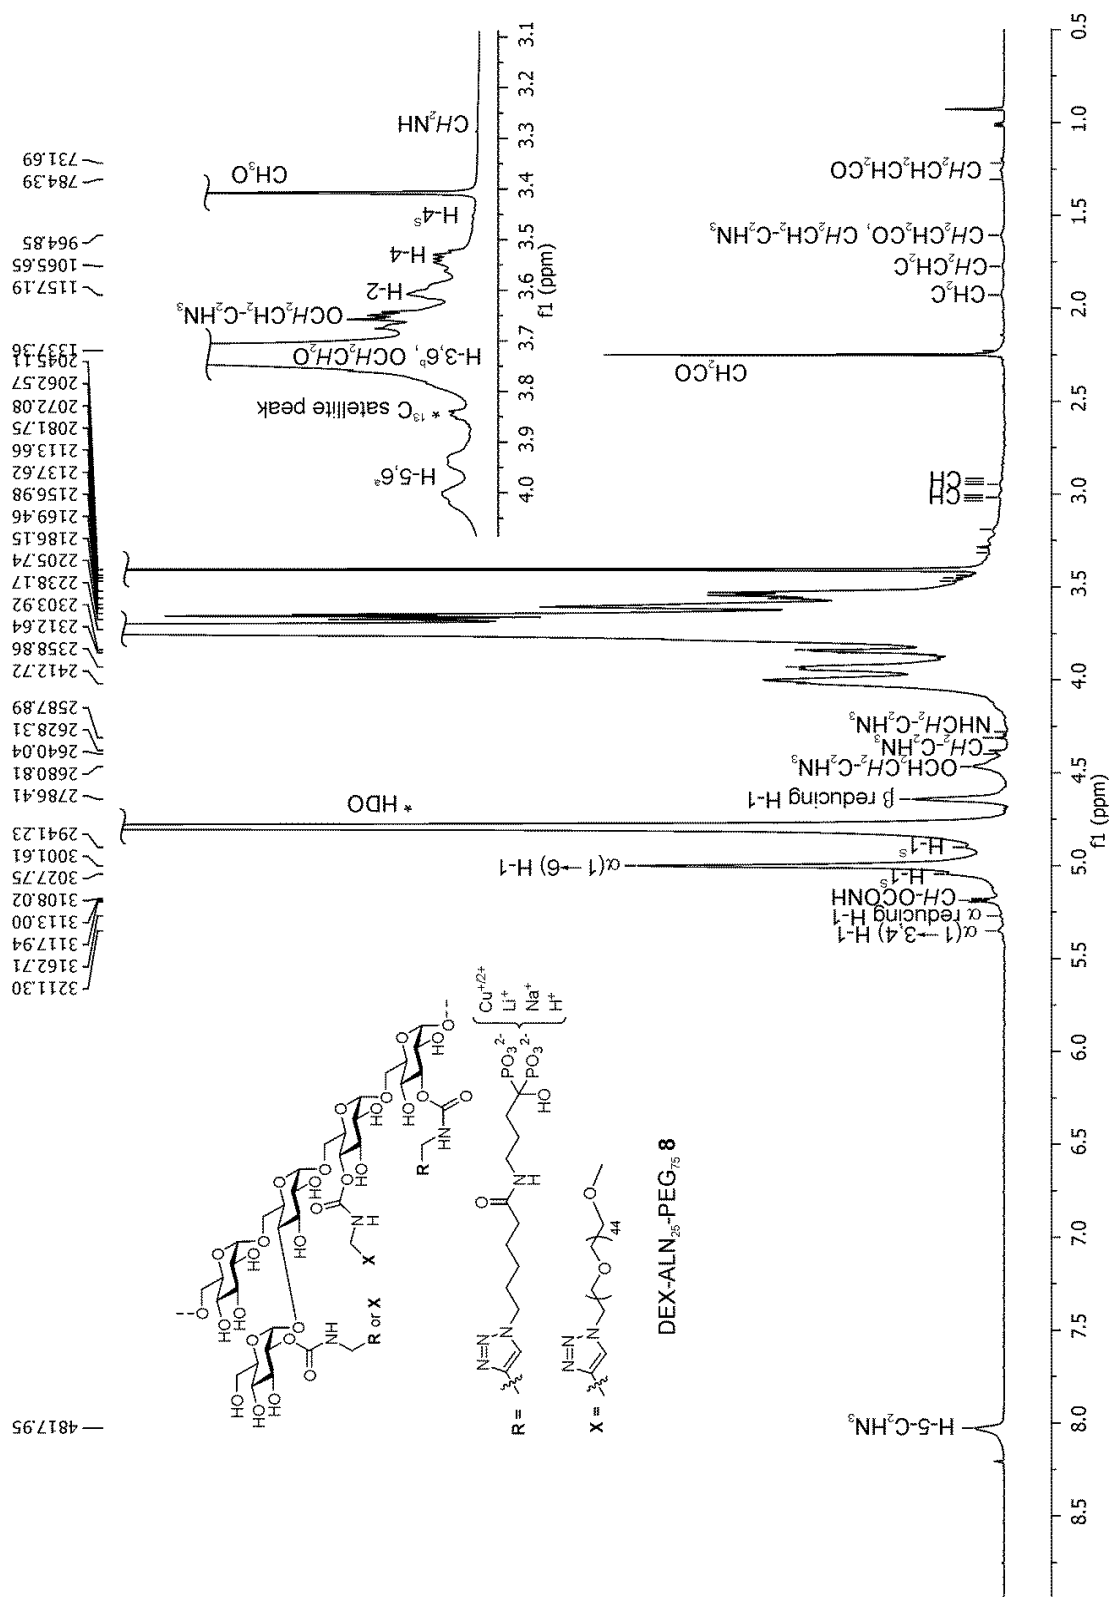 4817.95
3211.30
3162.71
3117.94
3113.00
3108.02
3027.75
3001.61
2941.23
2786.41
2680.81
2640.04
2628.31
2587.89
2412.72
2358.86
2312.64
2303.92
2238.17
2205.74
2186.15
2169.46
2156.98
2137.62
2113.66
2081.75
2072.08
2062.57
2045.11
1337.36
1157.19
1065.65
964.85
784.39
731.69
H-5,6ᵃ
* ¹³C satellite peak
H-3,6ᵇ, OCH₂CH₂O
OCH₂CH₂-C₂HN₃
H-2
H-4
H-4ˢ
CH₃O
CH₂NH
4.0 3.9 3.8 3.7 3.6 3.5 3.4 3.3 3.2 3.1
f1 (ppm)
R or X
X
R
R =
PO₃²⁻
PO₃²⁻
HO
Cu⁺ᐟ²⁺
Li⁺
Na⁺
H⁺
X =
44
DEX-ALN₂₅-PEG₇₅ 8
H-5-C₂HN₃
α(1→3,4) H-1
α reducing H-1
CH-OCONH
H-1ˢ
α(1→6) H-1
H-1ˢ
* HDO
β reducing H-1
OCH₂CH₂-C₂HN₃
CH₂-C₂HN₃
NHCH₂-C₂HN₃
≡CH
≡CH
CH₂CO
CH₂C
CH₂CH₂C
CH₂CH₂CO, CH₂CH₂-C₂HN₃
CH₂CH₂CH₂CO
8.5 8.0 7.5 7.0 6.5 6.0 5.5 5.0 4.5 4.0 3.5 3.0 2.5 2.0 1.5 1.0 0.5
f1 (ppm)